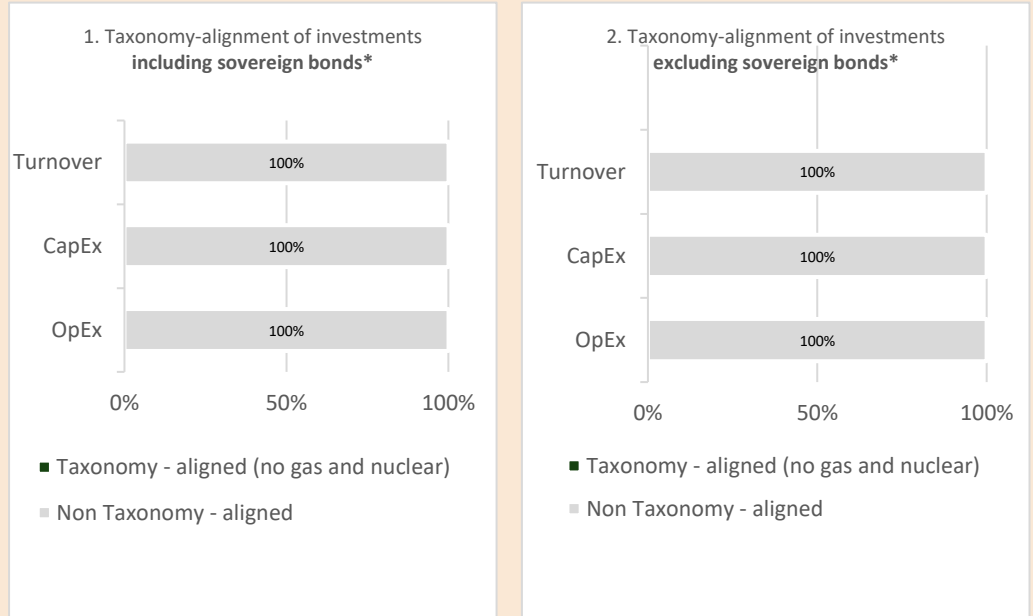 1. Taxonomy-alignment of investments
including sovereign bonds*
Turnover
100%
CapEx
100%
OpEx
100%
0%
50%
100%
Taxonomy - aligned (no gas and nuclear)
Non Taxonomy - aligned
2. Taxonomy-alignment of investments
excluding sovereign bonds*
Turnover
100%
CapEx
100%
OpEx
100%
0%
50%
100%
Taxonomy - aligned (no gas and nuclear)
Non Taxonomy - aligned